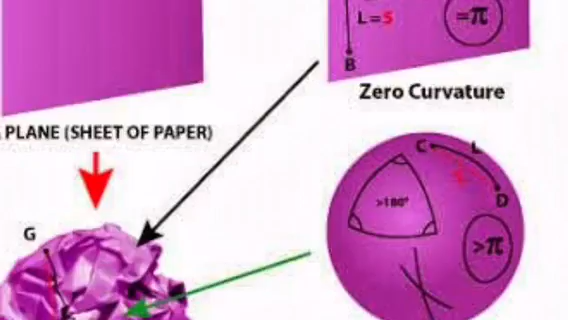 L=S
=π
B
Zero Curvature
PLANE (SHEET OF PAPER)
C
L
D
>180°
G
>π